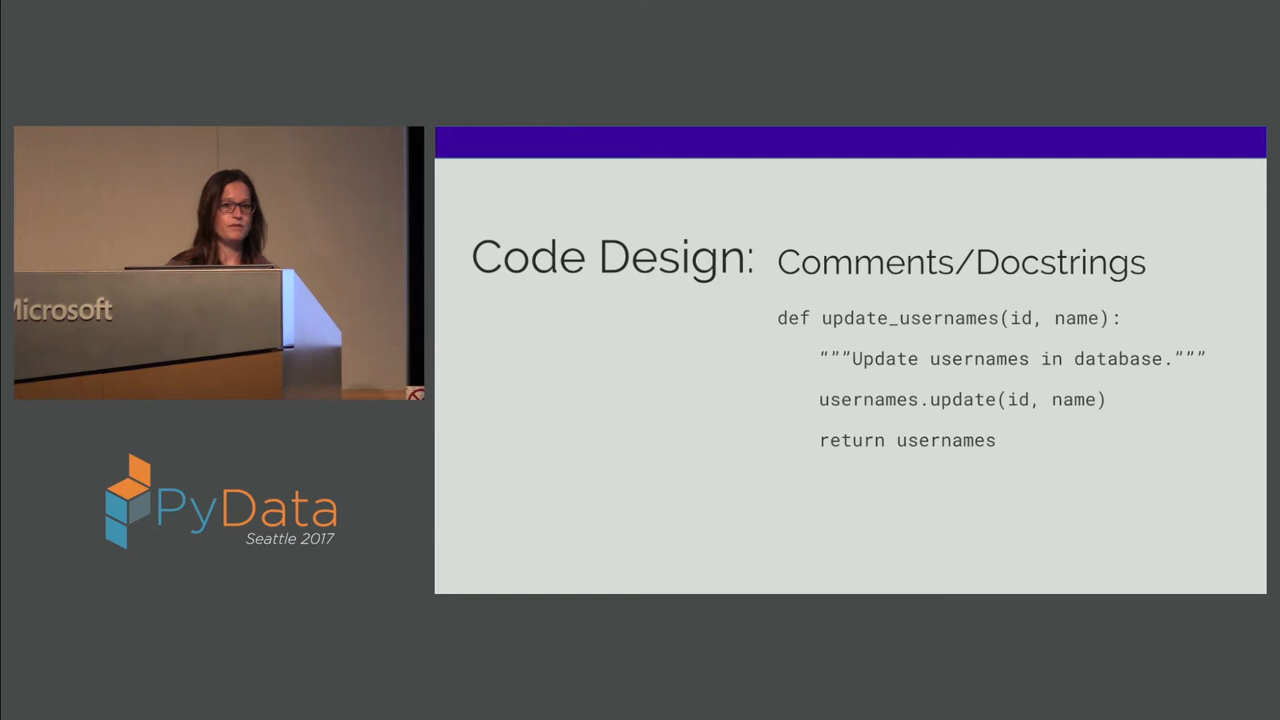 Microsoft
PyData
Seattle 2017
Code Design:
Comments/Docstrings
def update_usernames(id, name):
“””Update usernames in database.”””
usernames.update(id, name)
return usernames